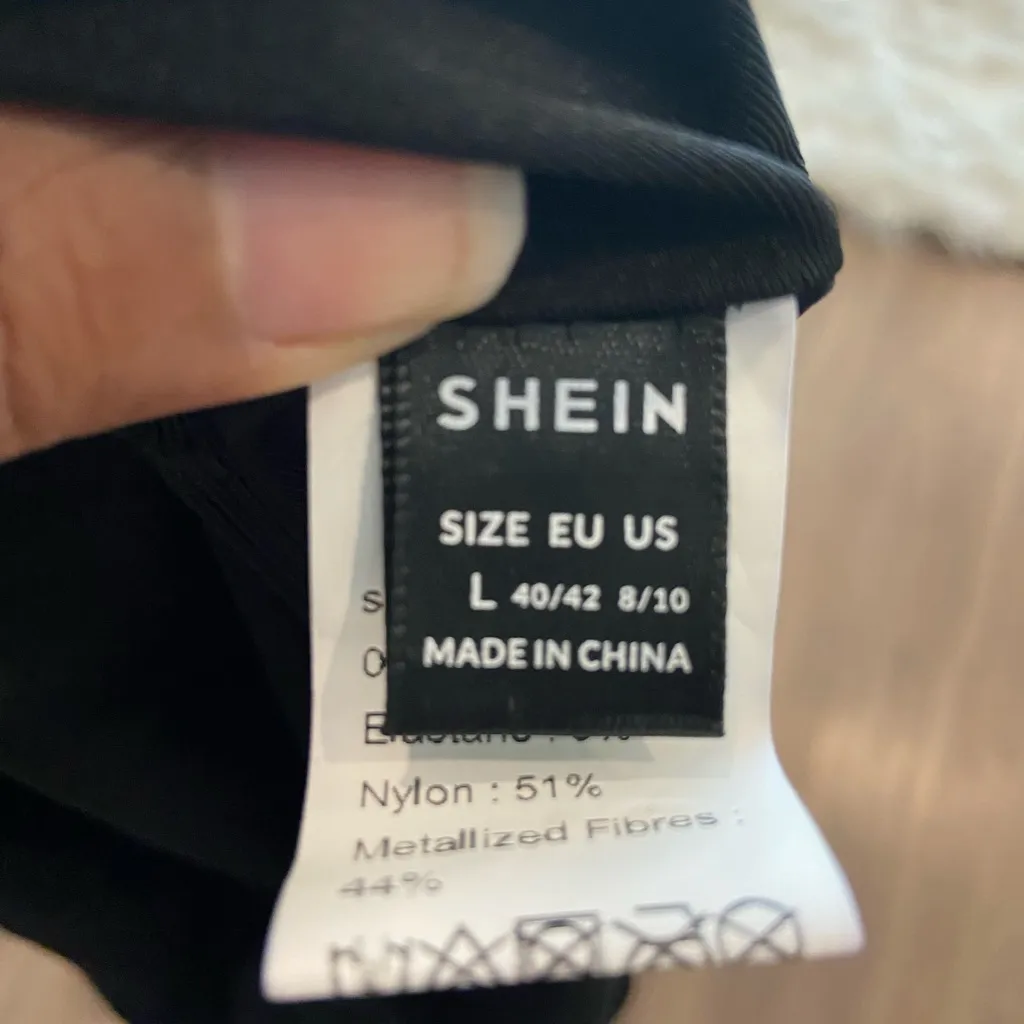 SHEIN
SIZE EU US
L 40/42 8/10
MADE IN CHINA
Nylon : 51%
Metallized Fibres :
44%